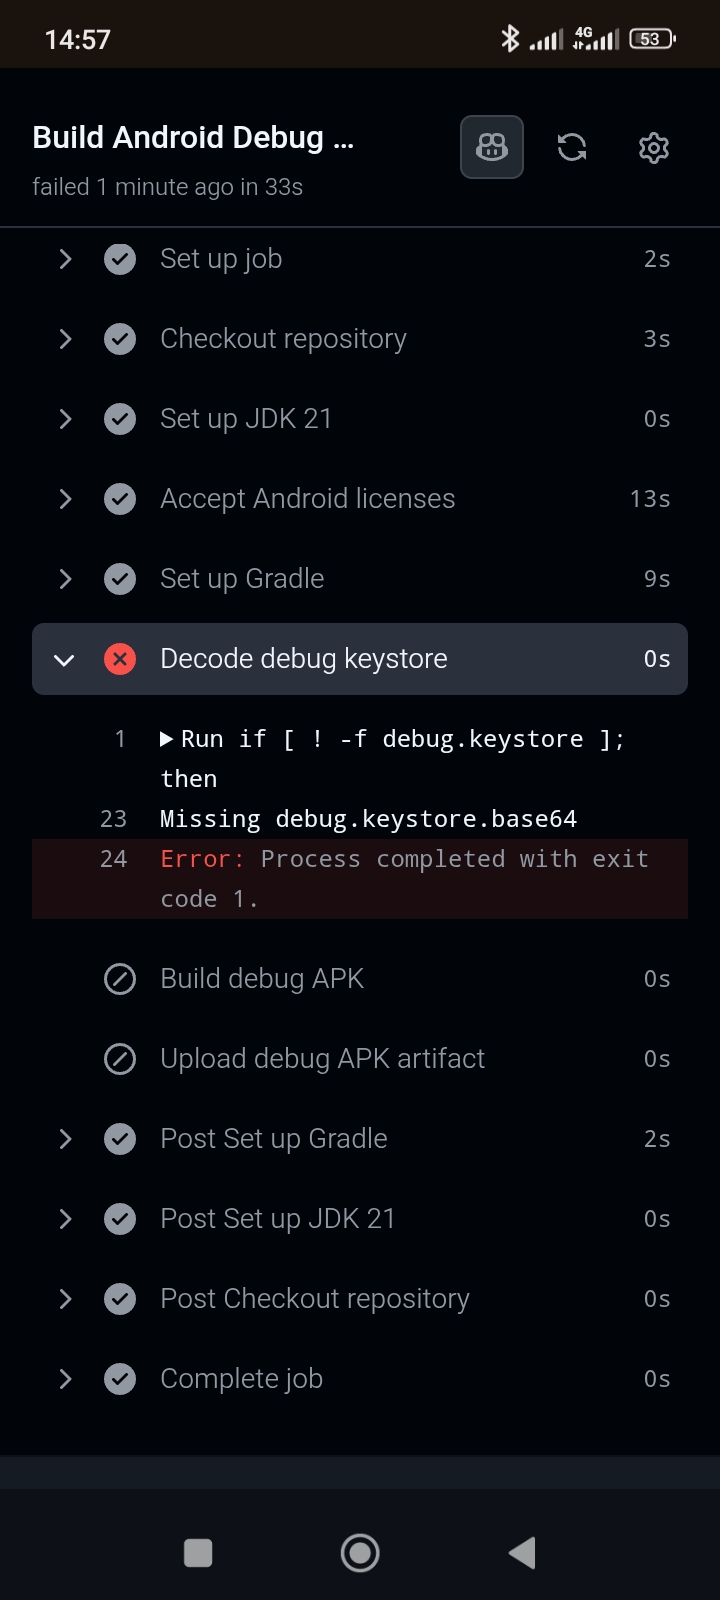 14:57
4G
53
Build Android Debug ...
failed 1 minute ago in 33s
Set up job 2s
Checkout repository 3s
Set up JDK 21 0s
Accept Android licenses 13s
Set up Gradle 9s
Decode debug keystore 0s
1 Run if [ ! -f debug.keystore ];
then
23 Missing debug.keystore.base64
24 Error: Process completed with exit
code 1.
Build debug APK 0s
Upload debug APK artifact 0s
Post Set up Gradle 2s
Post Set up JDK 21 0s
Post Checkout repository 0s
Complete job 0s